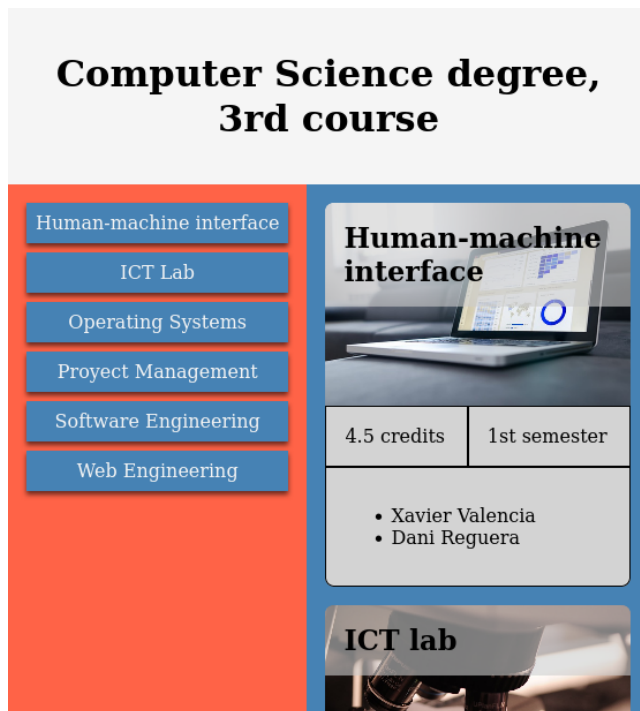 Computer Science degree,
3rd course
Human-machine interface
ICT Lab
Operating Systems
Proyect Management
Software Engineering
Web Engineering
Human-machine
interface
4.5 credits
1st semester
• Xavier Valencia
• Dani Reguera
ICT lab